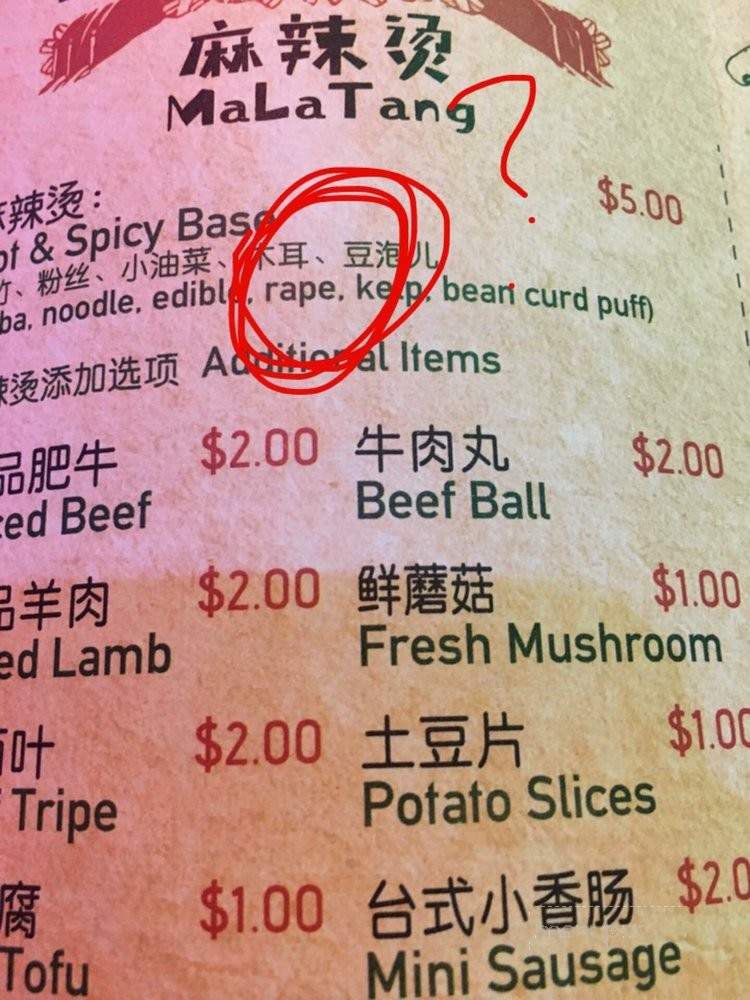 麻辣烫
MaLaTang
辣烫: $5.00
& Spicy Base
、粉丝、小油菜、木耳、豆泡儿
ba, noodle, edible, rape, kelp, bean curd puff)
烫添加选项 Additional Items
品肥牛 $2.00 牛肉丸 $2.00
ced Beef Beef Ball
品羊肉 $2.00 鲜蘑菇 $1.00
ed Lamb Fresh Mushroom
叶 $2.00 土豆片 $1.00
Tripe Potato Slices
腐 $1.00 台式小香肠 $2.0
Tofu Mini Sausage
?